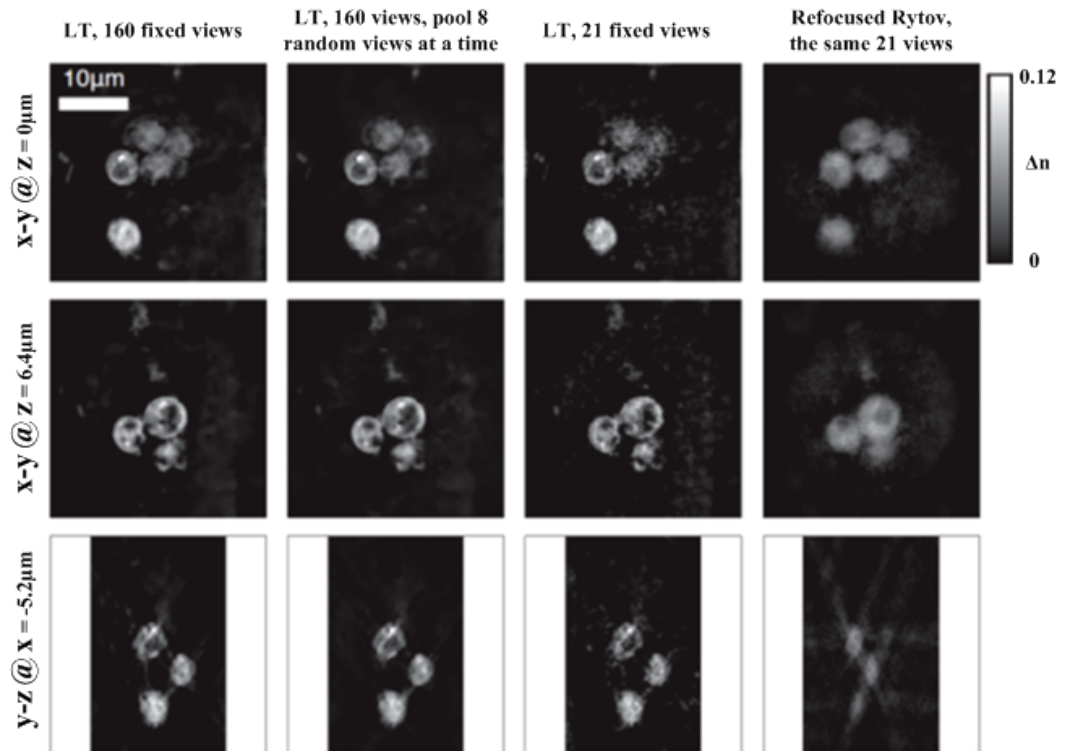 LT, 160 fixed views
LT, 160 views, pool 8
random views at a time
LT, 21 fixed views
Refocused Rytov,
the same 21 views
10µm
0.12
Δn
0
x-y @ z = 0µm
x-y @ z = 6.4µm
y-z @ x = -5.2µm